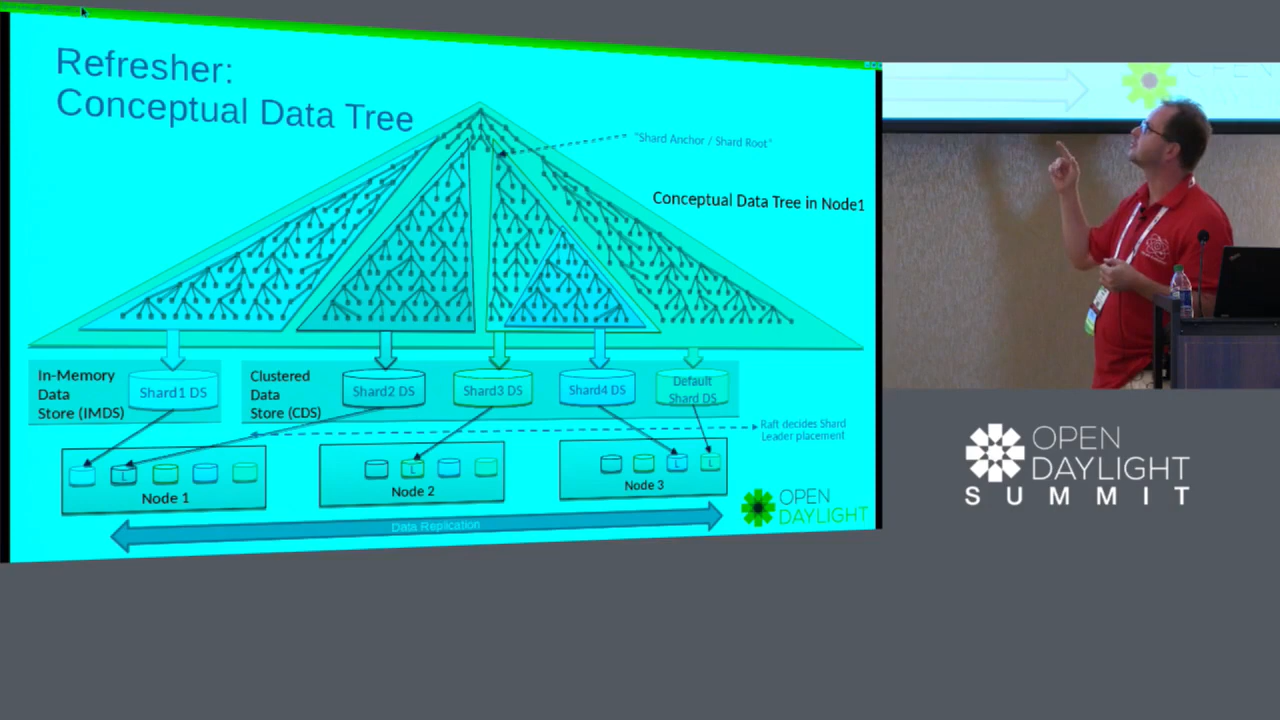 Refresher:
Conceptual Data Tree
"Shard Anchor / Shard Root"
Conceptual Data Tree in Node1
In-Memory
Data
Store (IMDS)
Shard1 DS
Clustered
Data
Store (CDS)
Shard2 DS
Shard3 DS
Shard4 DS
Default
Shard DS
Raft decides Shard
Leader placement
L
Node 1
L
Node 2
L
L
Node 3
Data Replication
OPEN
DAYLIGHT
OPEN
DAYLIGHT
SUMMIT